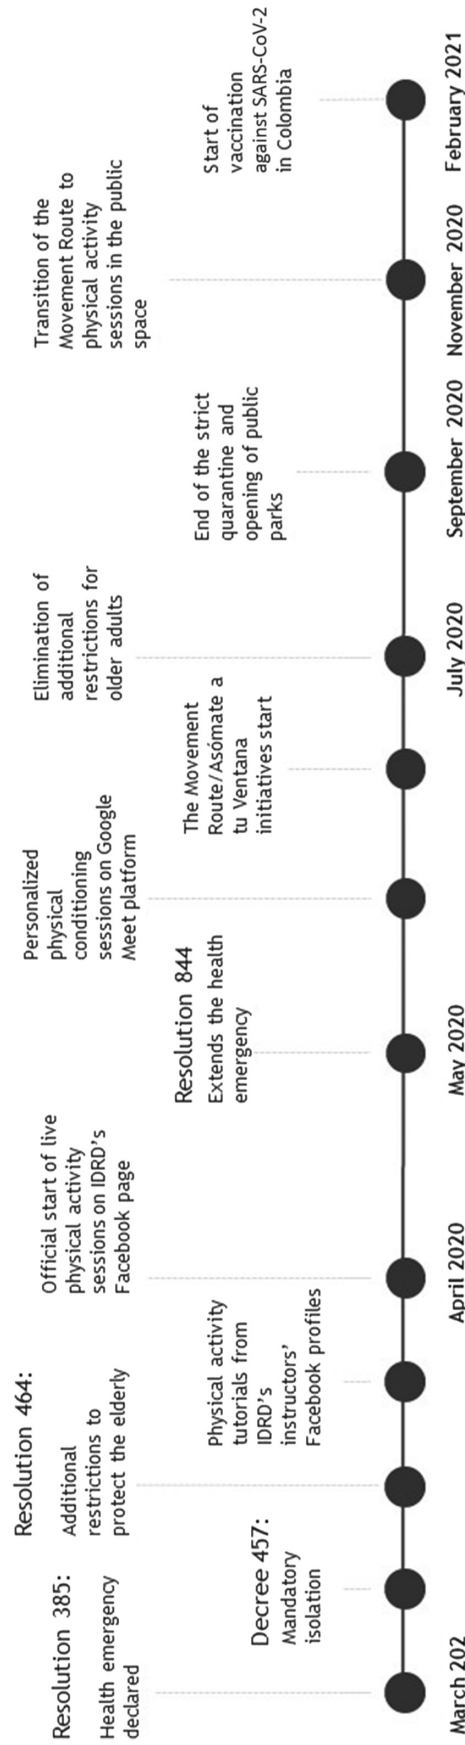 Resolution 385:
Health emergency
declared
Decree 457:
Mandatory
isolation
Resolution 464:
Additional
restrictions to
protect the elderly
Physical activity
tutorials from
IDRD's
instructors'
Facebook profiles
Official start of live
physical activity
sessions on IDRD's
Facebook page
Resolution 844
Extends the health
emergency
Personalized
physical
conditioning
sessions on Google
Meet platform
The Movement
Route/Asómate a
tu Ventana
initiatives start
Elimination of
additional
restrictions for
older adults
End of the strict
quarantine and
opening of public
parks
Transition of the
Movement Route to
physical activity
sessions in the public
space
Start of
vaccination
against SARS-CoV-2
in Colombia
March 202
April 2020
May 2020
July 2020
September 2020
November 2020
February 2021